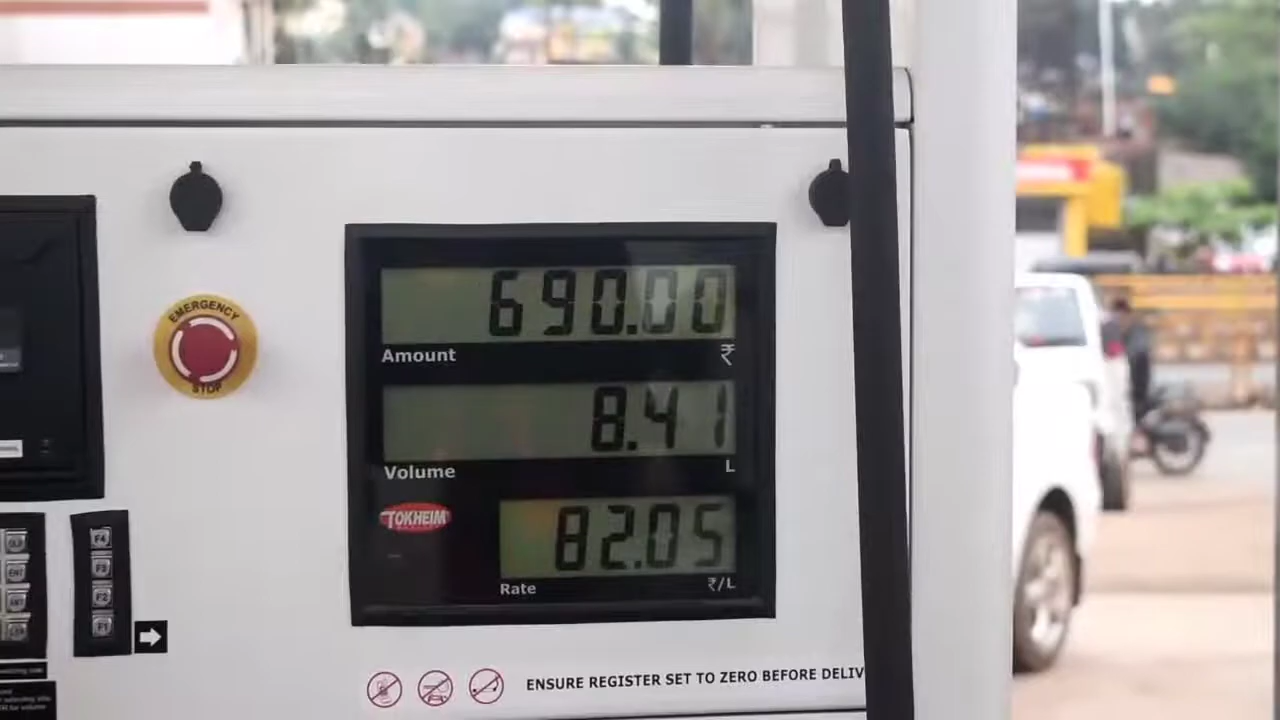 690.00
Amount ₹
8.41
Volume L
TOKHEIM
82.05
Rate ₹/L
EMERGENCY
STOP
F4
F3
F2
F1
ENSURE REGISTER SET TO ZERO BEFORE DELIV